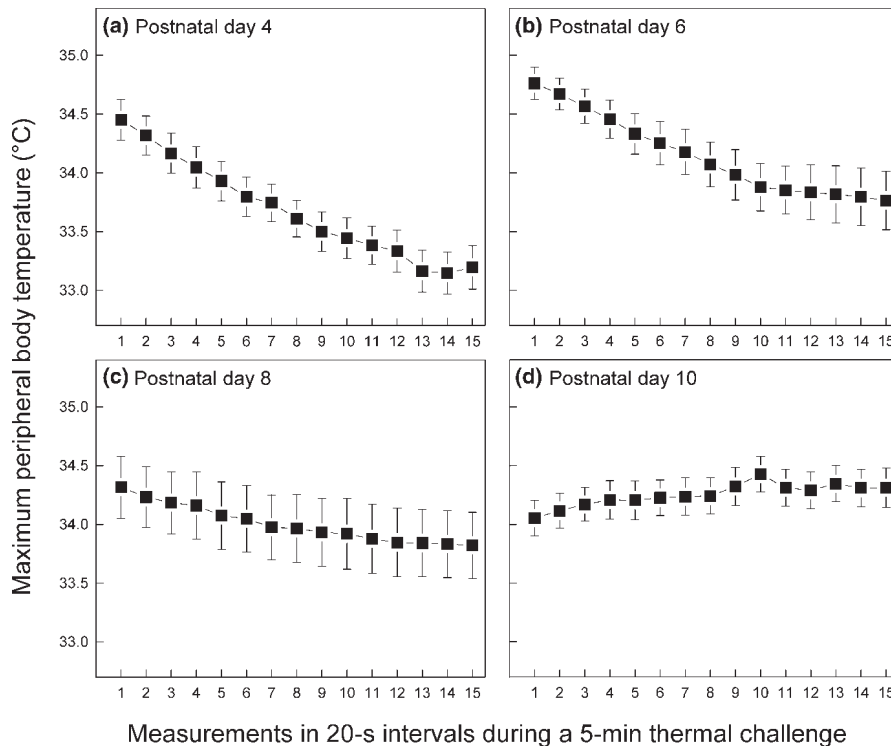 (a) Postnatal day 4
(b) Postnatal day 6
35.0
34.5
34.0
33.5
33.0
1 2 3 4 5 6 7 8 9 10 11 12 13 14 15
1 2 3 4 5 6 7 8 9 10 11 12 13 14 15
(c) Postnatal day 8
(d) Postnatal day 10
35.0
34.5
34.0
33.5
33.0
1 2 3 4 5 6 7 8 9 10 11 12 13 14 15
1 2 3 4 5 6 7 8 9 10 11 12 13 14 15
Maximum peripheral body temperature (°C)
Measurements in 20-s intervals during a 5-min thermal challenge